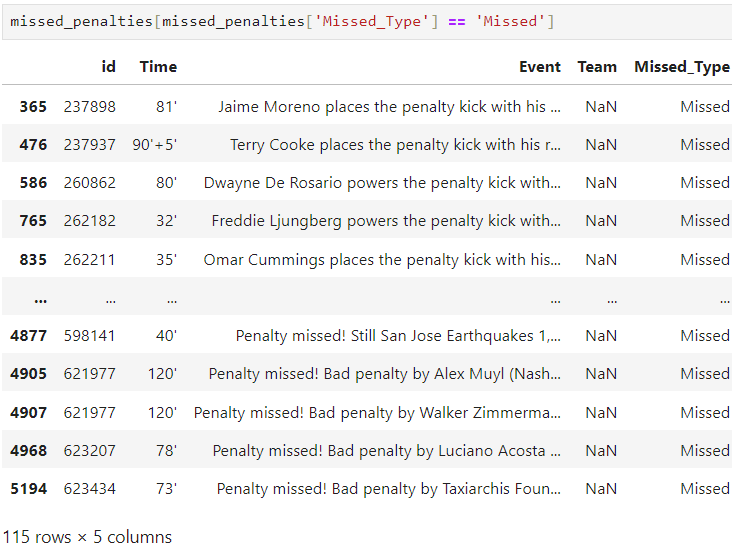 missed_penalties[missed_penalties['Missed_Type'] == 'Missed']
id Time Event Team Missed_Type
365 237898 81' Jaime Moreno places the penalty kick with his ... NaN Missed
476 237937 90'+5' Terry Cooke places the penalty kick with his r... NaN Missed
586 260862 80' Dwayne De Rosario powers the penalty kick with... NaN Missed
765 262182 32' Freddie Ljungberg powers the penalty kick with... NaN Missed
835 262211 35' Omar Cummings places the penalty kick with his... NaN Missed
... ... ... ... ... ...
4877 598141 40' Penalty missed! Still San Jose Earthquakes 1,... NaN Missed
4905 621977 120' Penalty missed! Bad penalty by Alex Muyl (Nash... NaN Missed
4907 621977 120' Penalty missed! Bad penalty by Walker Zimmerma... NaN Missed
4968 623207 78' Penalty missed! Bad penalty by Luciano Acosta ... NaN Missed
5194 623434 73' Penalty missed! Bad penalty by Taxiarchis Foun... NaN Missed
115 rows × 5 columns